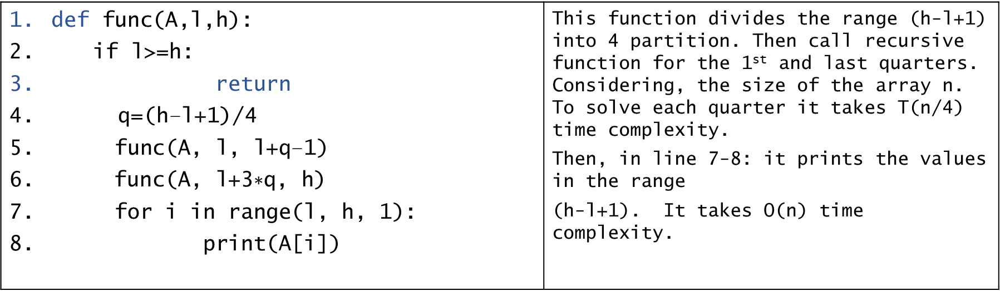 1. def func(A,l,h):
2. if l>=h:
3. return
4. q=(h-l+1)/4
5. func(A, l, l+q-1)
6. func(A, l+3*q, h)
7. for i in range(l, h, 1):
8. print(A[i])
This function divides the range (h-l+1)
into 4 partition. Then call recursive
function for the 1st and last quarters.
Considering, the size of the array n.
To solve each quarter it takes T(n/4)
time complexity.
Then, in line 7-8: it prints the values
in the range
(h-l+1). It takes O(n) time
complexity.